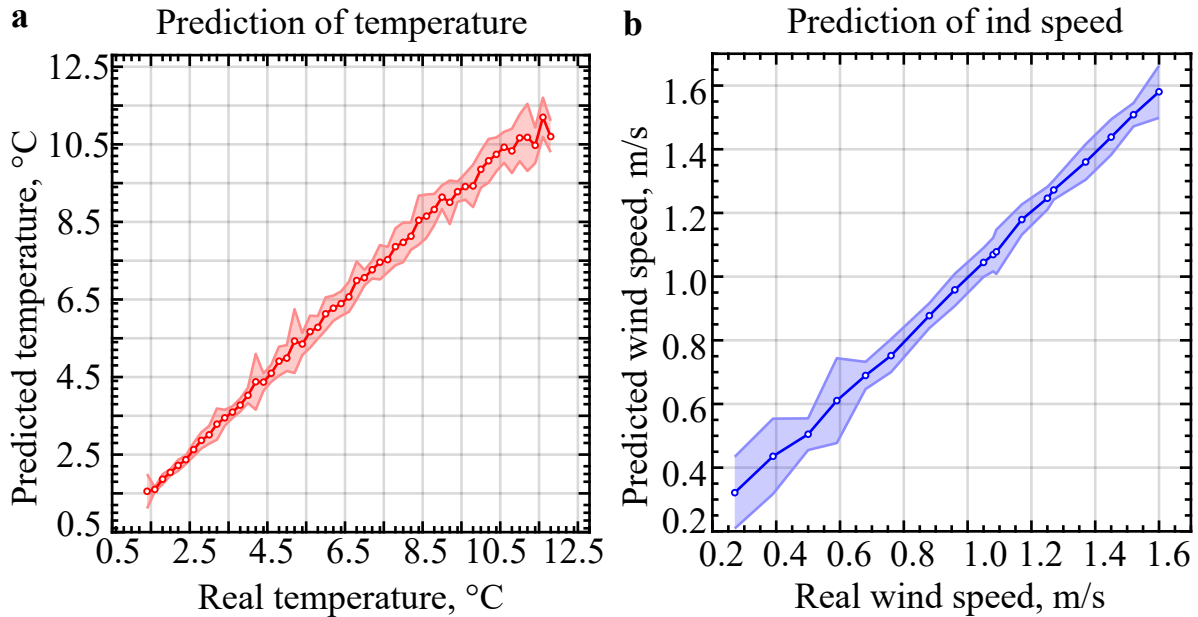 a
Prediction of temperature
Predicted temperature, °C
12.5
10.5
8.5
6.5
4.5
2.5
0.5
0.5 2.5 4.5 6.5 8.5 10.5 12.5
Real temperature, °C
b
Prediction of ind speed
Predicted wind speed, m/s
1.6
1.4
1.2
1.0
0.8
0.6
0.4
0.2
0.2 0.4 0.6 0.8 1.0 1.2 1.4 1.6
Real wind speed, m/s